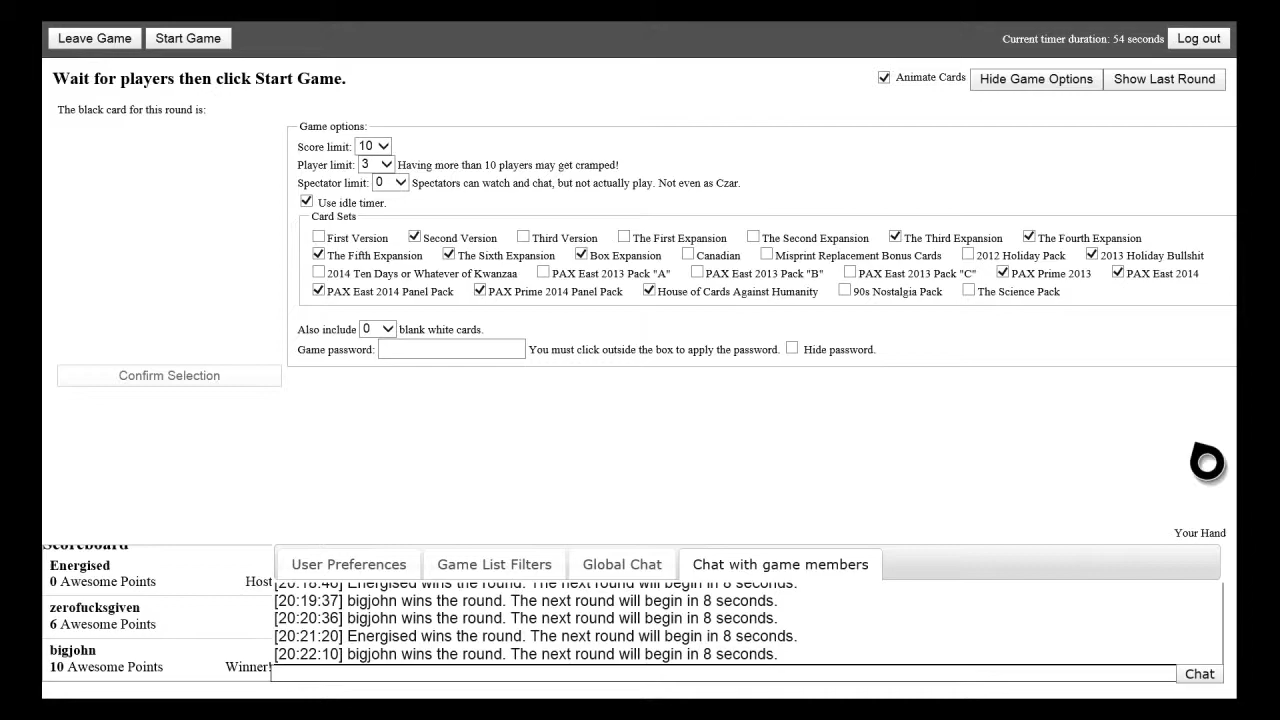 Leave Game Start Game Current timer duration: 54 seconds Log out
Wait for players then click Start Game. Animate Cards Hide Game Options Show Last Round
The black card for this round is:
Game options:
Score limit: 10
Player limit: 3 Having more than 10 players may get cramped!
Spectator limit: 0 Spectators can watch and chat, but not actually play. Not even as Czar.
Use idle timer.
Card Sets
First Version Second Version Third Version The First Expansion The Second Expansion The Third Expansion The Fourth Expansion
The Fifth Expansion The Sixth Expansion Box Expansion Canadian Misprint Replacement Bonus Cards 2012 Holiday Pack 2013 Holiday Bullshit
2014 Ten Days or Whatever of Kwanzaa PAX East 2013 Pack "A" PAX East 2013 Pack "B" PAX East 2013 Pack "C" PAX Prime 2013 PAX East 2014
PAX East 2014 Panel Pack PAX Prime 2014 Panel Pack House of Cards Against Humanity 90s Nostalgia Pack The Science Pack
Also include 0 blank white cards.
Game password: You must click outside the box to apply the password. Hide password.
Confirm Selection
Your Hand
Scoreboard
Energised
0 Awesome Points Host
zerofucksgiven
6 Awesome Points
bigjohn
10 Awesome Points Winner!
User Preferences Game List Filters Global Chat Chat with game members
[20:18:46] Energised wins the round. The next round will begin in 8 seconds.
[20:19:37] bigjohn wins the round. The next round will begin in 8 seconds.
[20:20:36] bigjohn wins the round. The next round will begin in 8 seconds.
[20:21:20] Energised wins the round. The next round will begin in 8 seconds.
[20:22:10] bigjohn wins the round. The next round will begin in 8 seconds.
Chat